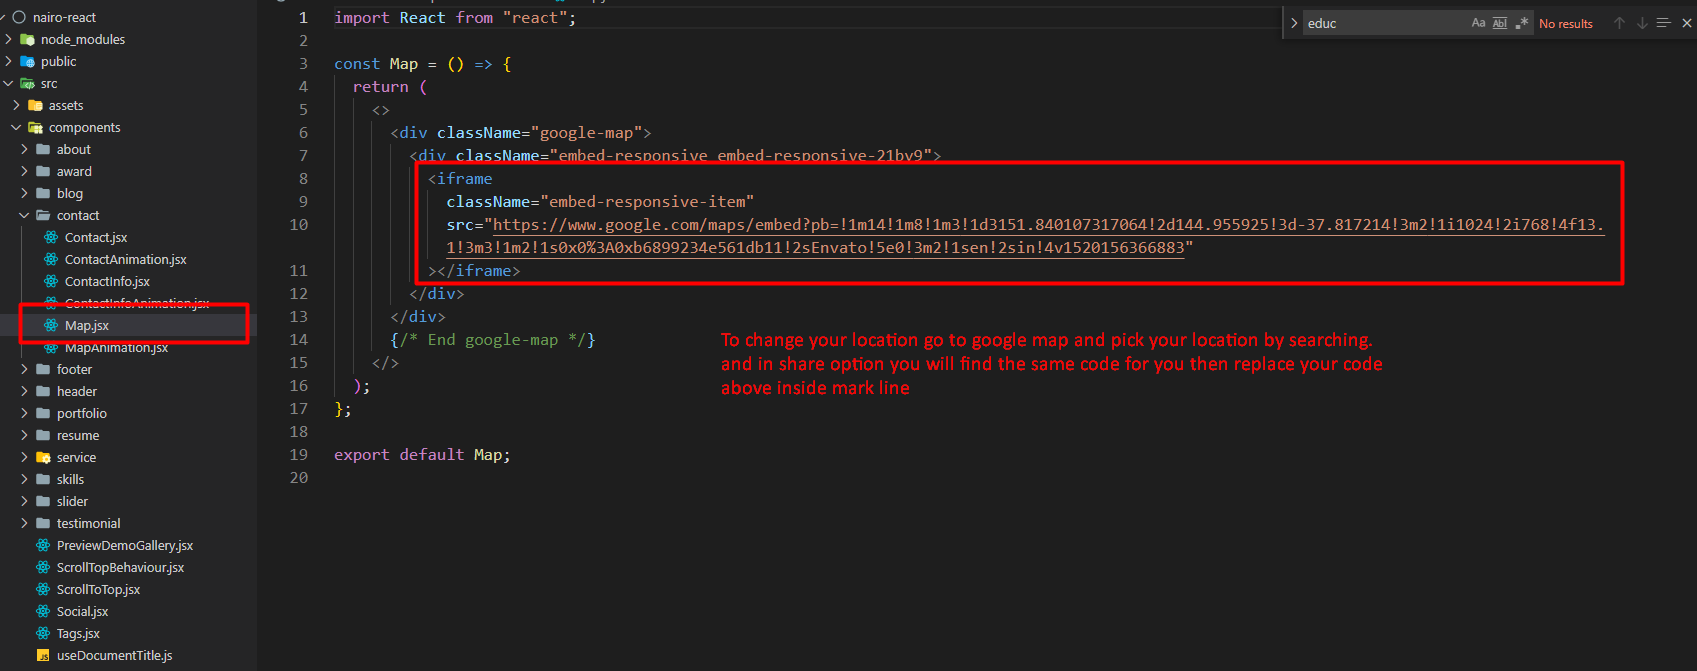 nairo-react
node_modules
public
src
assets
components
about
award
blog
contact
Contact.jsx
ContactAnimation.jsx
ContactInfo.jsx
ContactInfoAnimation.jsx
Map.jsx
MapAnimation.jsx
footer
header
portfolio
resume
service
skills
slider
testimonial
PreviewDemoGallery.jsx
ScrollTopBehaviour.jsx
ScrollToTop.jsx
Social.jsx
Tags.jsx
JS useDocumentTitle.js
1 import React from "react";
2
3 const Map = () => {
4 return (
5 <>
6 <div className="google-map">
7 <div className="embed-responsive embed-responsive-21by9">
8 <iframe
9 className="embed-responsive-item"
10 src="https://www.google.com/maps/embed?pb=!1m14!1m8!1m3!1d3151.840107317064!2d144.955925!3d-37.817214!3m2!1i1024!2i768!4f13.
1!3m3!1m2!1s0x0%3A0xb6899234e561db11!2sEnvato!5e0!3m2!1sen!2sin!4v1520156366883"
11 ></iframe>
12 </div>
13 </div>
14 {/* End google-map */}
15 </>
16 );
17 };
18
19 export default Map;
20
educ Aa Abl .* No results
To change your location go to google map and pick your location by searching.
and in share option you will find the same code for you then replace your code
above inside mark line